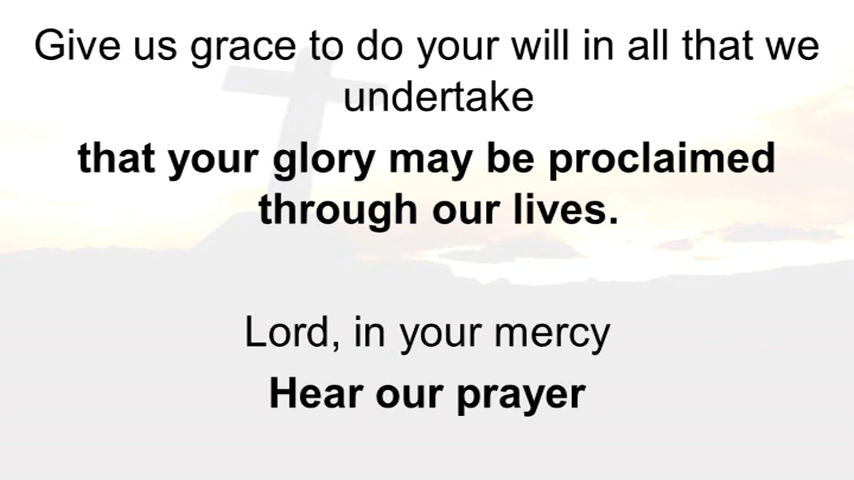 Give us grace to do your will in all that we
undertake
that your glory may be proclaimed
through our lives.
Lord, in your mercy
Hear our prayer